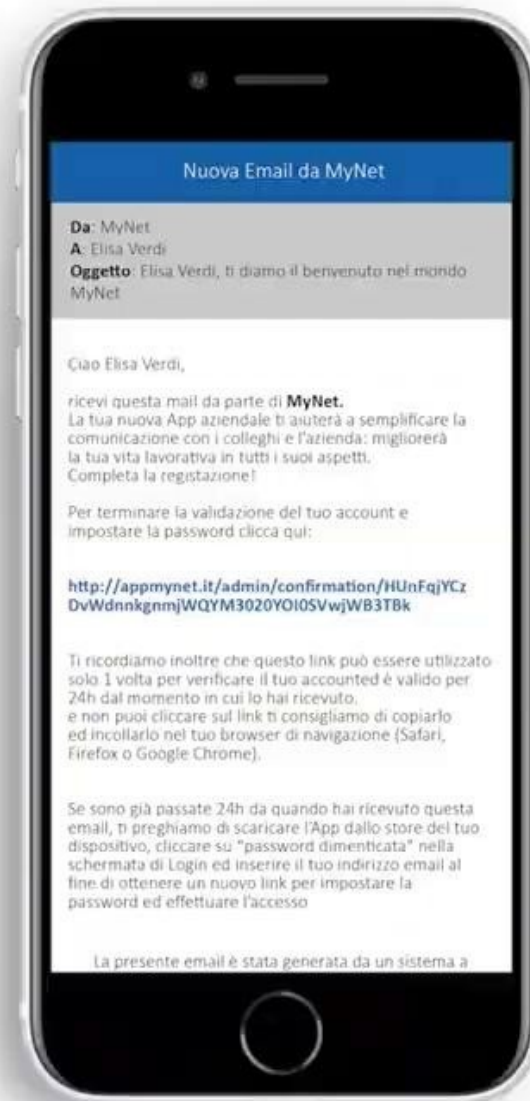 Nuova Email da MyNet
Da: MyNet
A: Elisa Verdi
Oggetto: Elisa Verdi, ti diamo il benvenuto nel mondo
MyNet
Ciao Elisa Verdi,
ricevi questa mail da parte di MyNet.
La tua nuova App aziendale ti aiuterà a semplificare la
comunicazione con i colleghi e l'azienda: migliorerà
la tua vita lavorativa in tutti i suoi aspetti.
Completa la registazione!
Per terminare la validazione del tuo account e
impostare la password clicca qui:
http://appmynet.it/admin/confirmation/HUnFqjYCz
DvWdnnkgnmjWQYM3020YOI0SVwjWB3TBk
Ti ricordiamo inoltre che questo link può essere utilizzato
solo 1 volta per verificare il tuo accounted è valido per
24h dal momento in cui lo hai ricevuto.
e non puoi cliccare sul link ti consigliamo di copiarlo
ed incollarlo nel tuo browser di navigazione (Safari,
Firefox o Google Chrome).
Se sono già passate 24h da quando hai ricevuto questa
email, ti preghiamo di scaricare l'App dallo store del tuo
dispositivo, cliccare su "password dimenticata" nella
schermata di Login ed inserire il tuo indirizzo email al
fine di ottenere un nuovo link per impostare la
password ed effettuare l'accesso
La presente email è stata generata da un sistema a